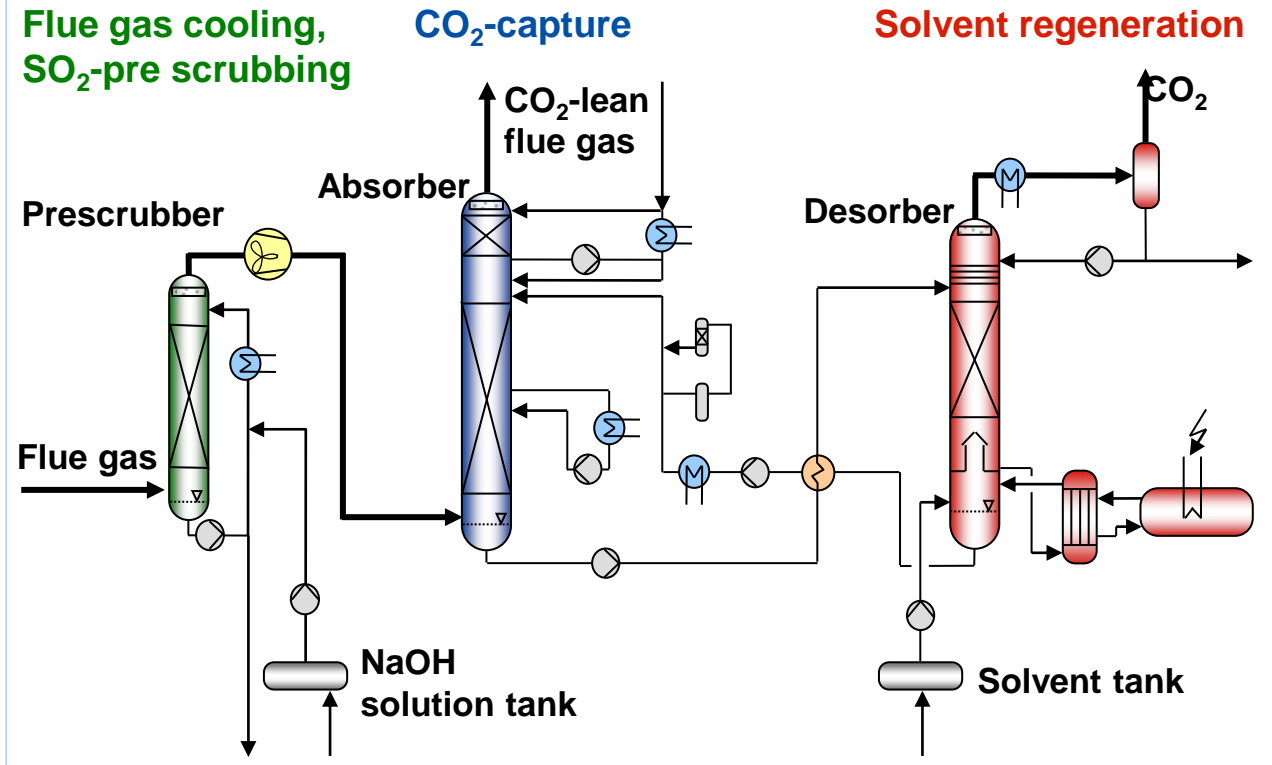 Flue gas cooling,
SO₂-pre scrubbing
CO₂-capture
Solvent regeneration
CO₂-lean
flue gas
CO₂
Absorber
Prescrubber
Desorber
Flue gas
NaOH
solution tank
Solvent tank